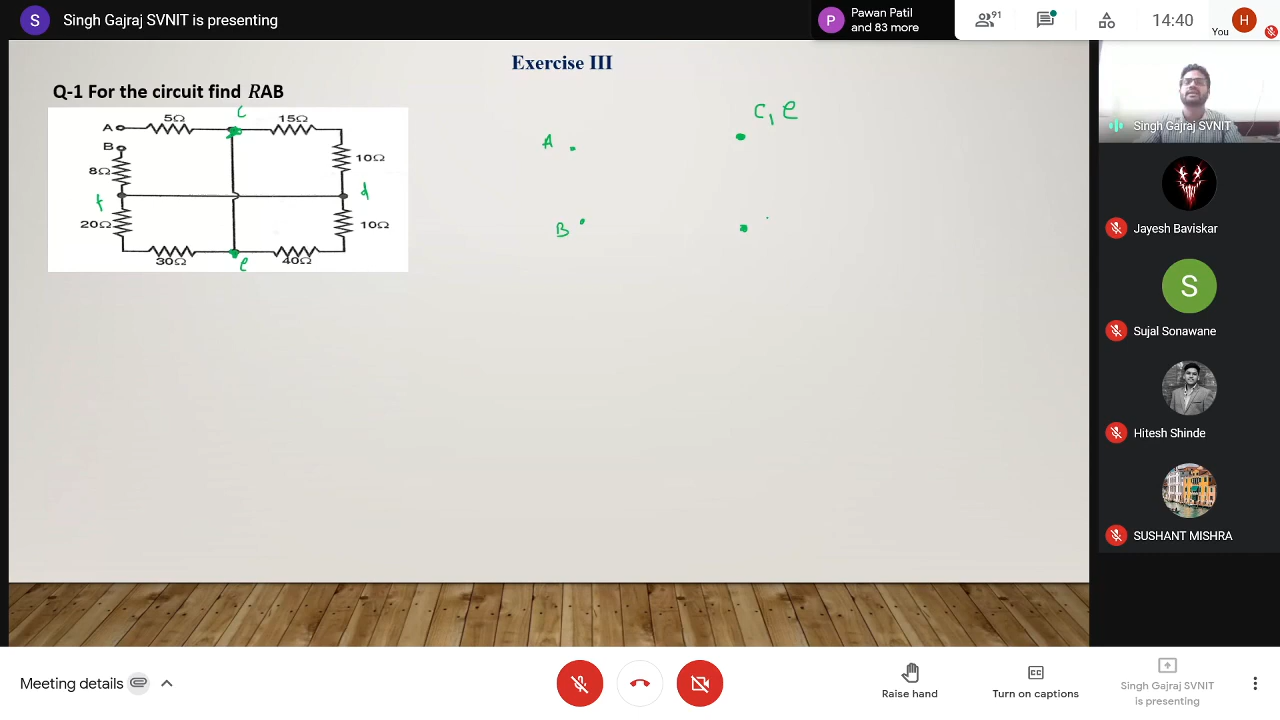 S Singh Gajraj SVNIT is presenting
P Pawan Patil
and 83 more
91
14:40
You
H
Exercise III
Q-1 For the circuit find RAB
A
5Ω
C
15Ω
B
8Ω
10Ω
f
d
20Ω
10Ω
30Ω
e
40Ω
A
C, e
B
Singh Gajraj SVNIT
Jayesh Baviskar
S
Sujal Sonawane
Hitesh Shinde
SUSHANT MISHRA
Meeting details
Raise hand
CC
Turn on captions
Singh Gajraj SVNIT
is presenting